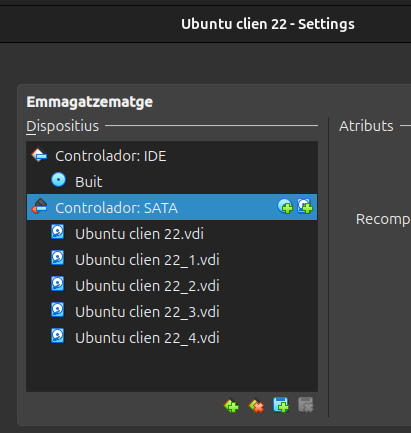 Ubuntu clien 22 - Settings
Emmagatzematge
Dispositius
Atributs
Controlador: IDE
Buit
Controlador: SATA
Recomp
Ubuntu clien 22.vdi
Ubuntu clien 22_1.vdi
Ubuntu clien 22_2.vdi
Ubuntu clien 22_3.vdi
Ubuntu clien 22_4.vdi